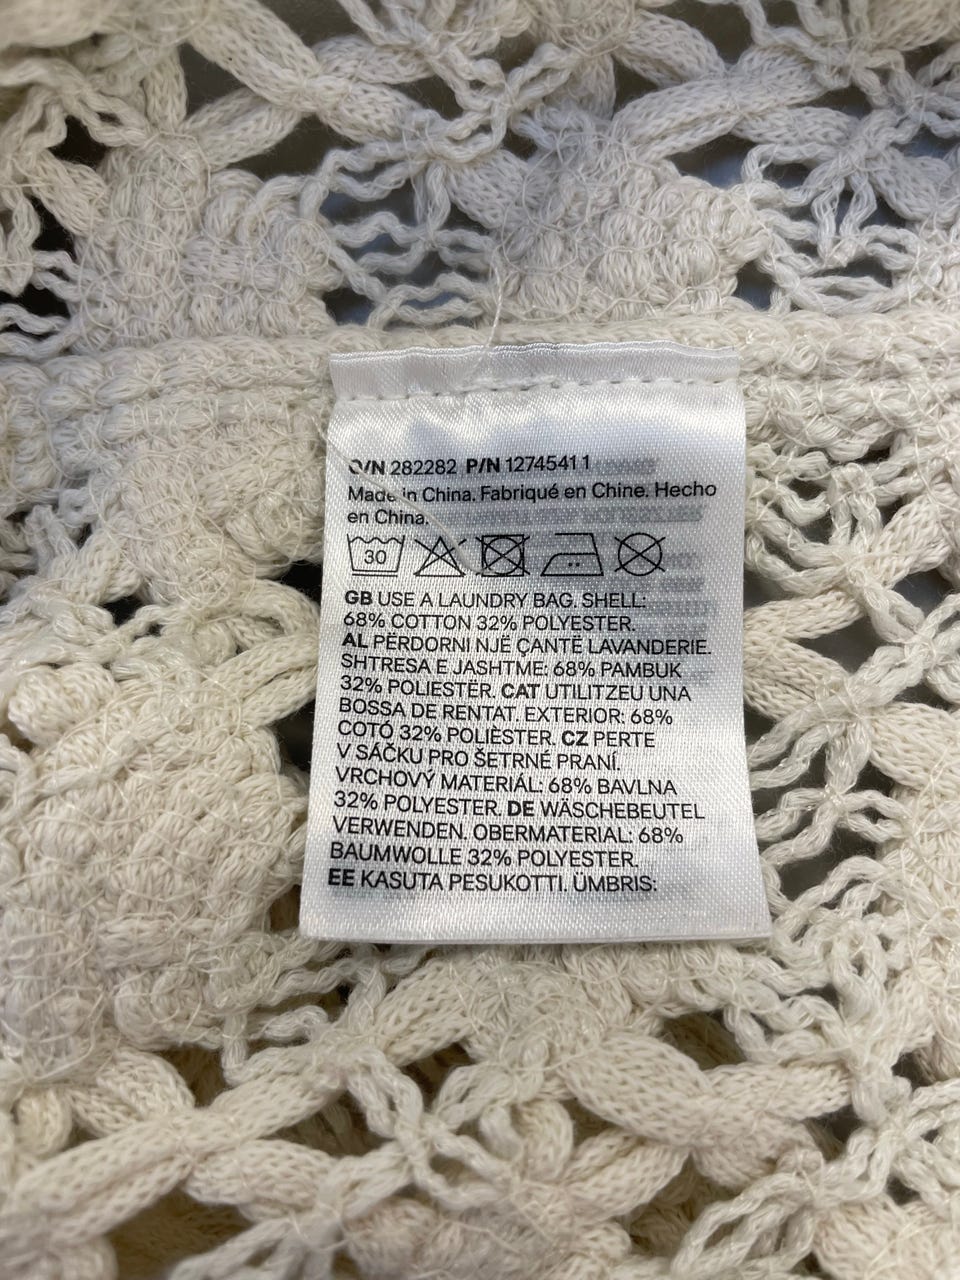 O/N 282282 P/N 12745411
Made in China. Fabriqué en Chine. Hecho
en China.
30
GB USE A LAUNDRY BAG. SHELL:
68% COTTON 32% POLYESTER.
AL PËRDORNI NJË ÇANTË LAVANDERIE.
SHTRESA E JASHTME: 68% PAMBUK
32% POLIESTËR. CAT UTILITZEU UNA
BOSSA DE RENTAT. EXTERIOR: 68%
COTÓ 32% POLIÈSTER. CZ PERTE
V SÁČKU PRO ŠETRNÉ PRANÍ.
VRCHOVÝ MATERIÁL: 68% BAVLNA
32% POLYESTER. DE WÄSCHEBEUTEL
VERWENDEN. OBERMATERIAL: 68%
BAUMWOLLE 32% POLYESTER.
EE KASUTA PESUKOTTI. ÜMBRIS: